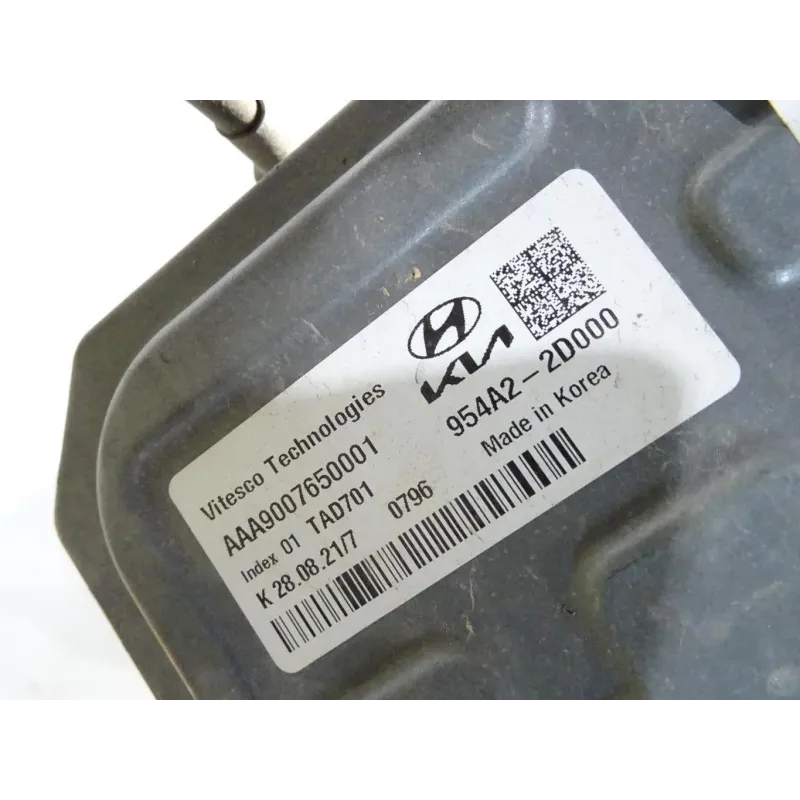 KIA
954A2-2D000
Made in Korea
Vitesco Technologies
AAA9007650001
Index 01 TAD701
K 28.08.21/7 0796